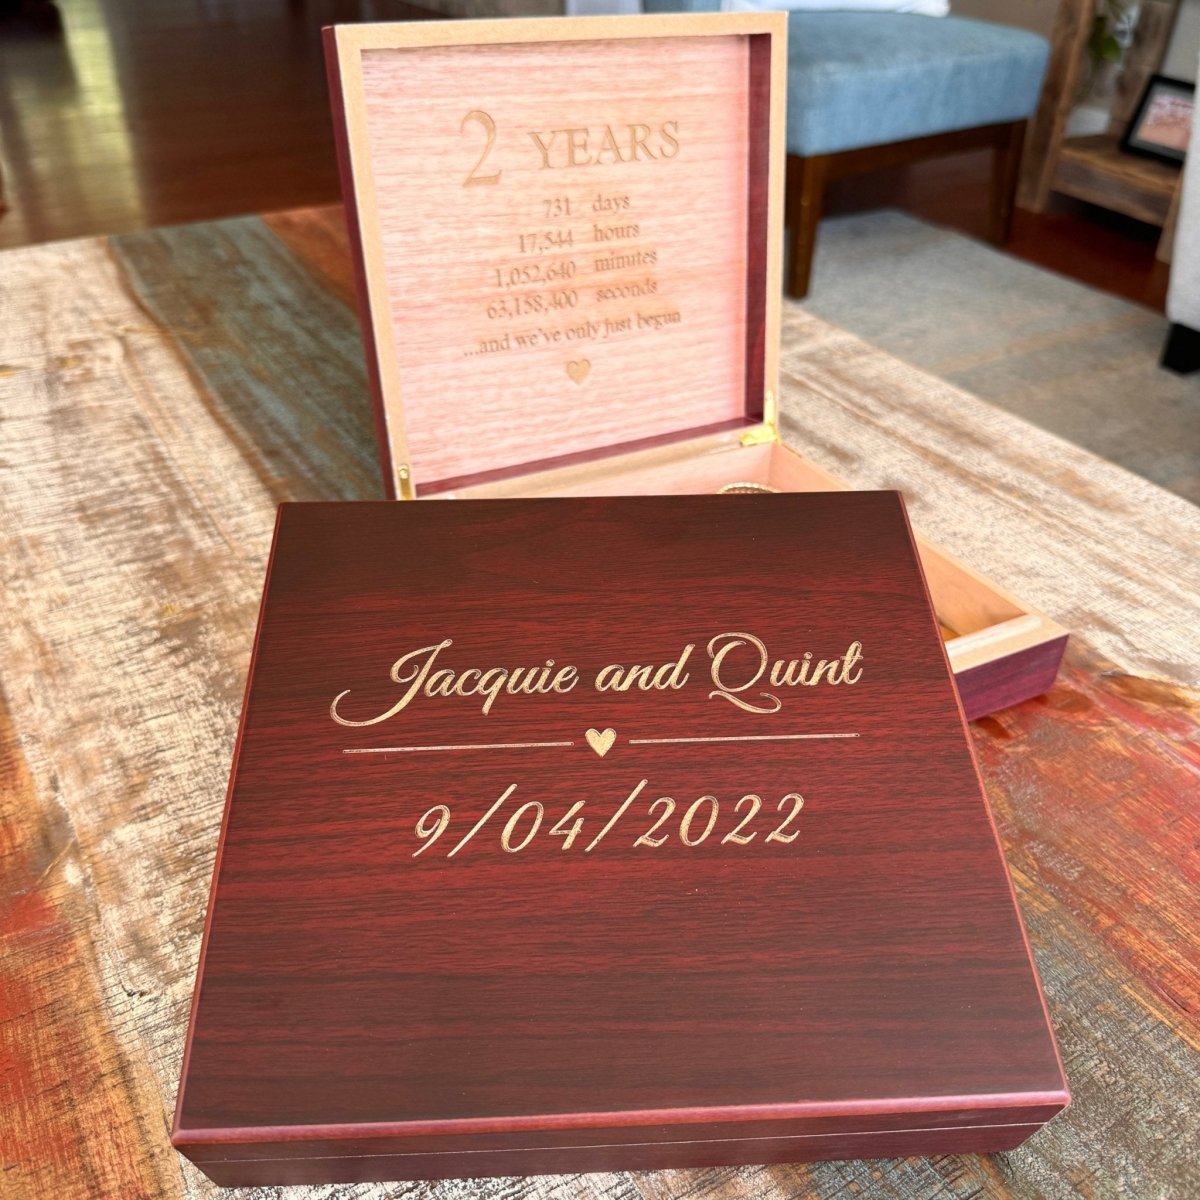 2 YEARS
731 days
17,544 hours
1,052,640 minutes
63,158,400 seconds
...and we've only just begun
Jacquie and Quint
9/04/2022